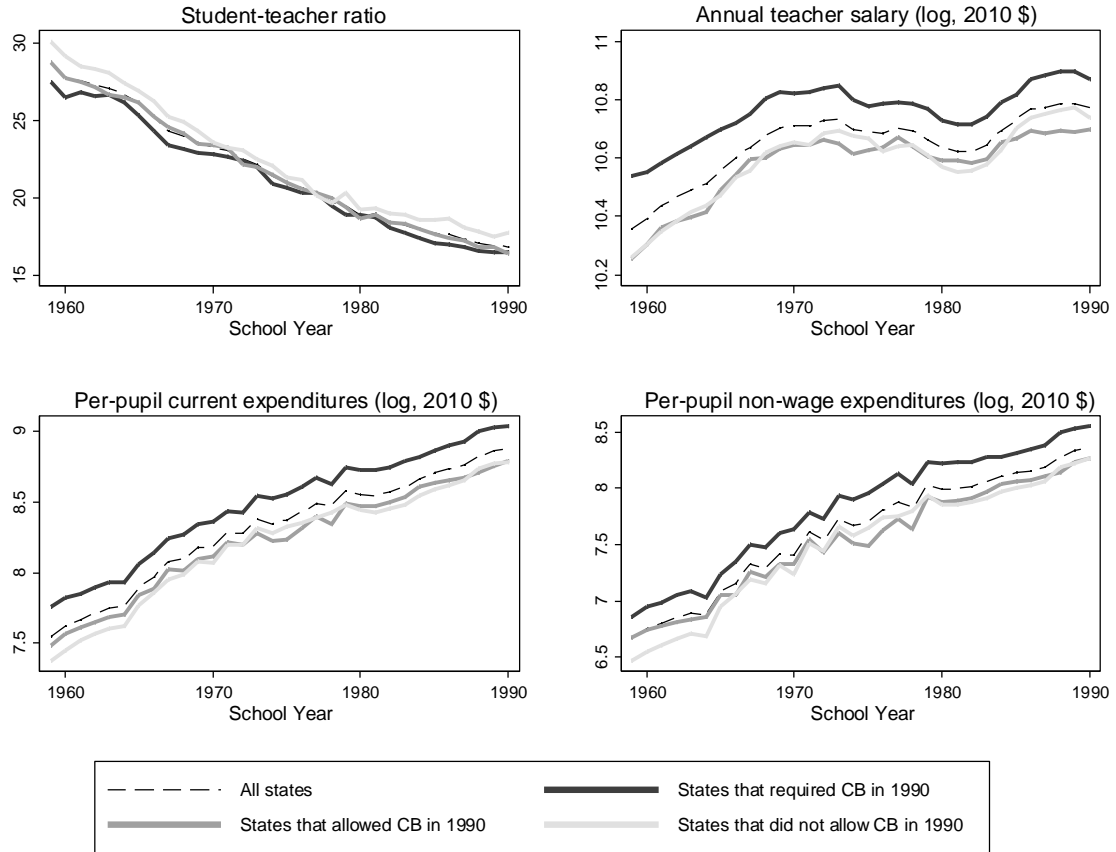 Student-teacher ratio
30
25
20
15
1960 1970 1980 1990
School Year
Annual teacher salary (log, 2010 $)
11
10.8
10.6
10.4
10.2
1960 1970 1980 1990
School Year
Per-pupil current expenditures (log, 2010 $)
9
8.5
8
7.5
1960 1970 1980 1990
School Year
Per-pupil non-wage expenditures (log, 2010 $)
8.5
8
7.5
7
6.5
1960 1970 1980 1990
School Year
All states
States that required CB in 1990
States that allowed CB in 1990
States that did not allow CB in 1990